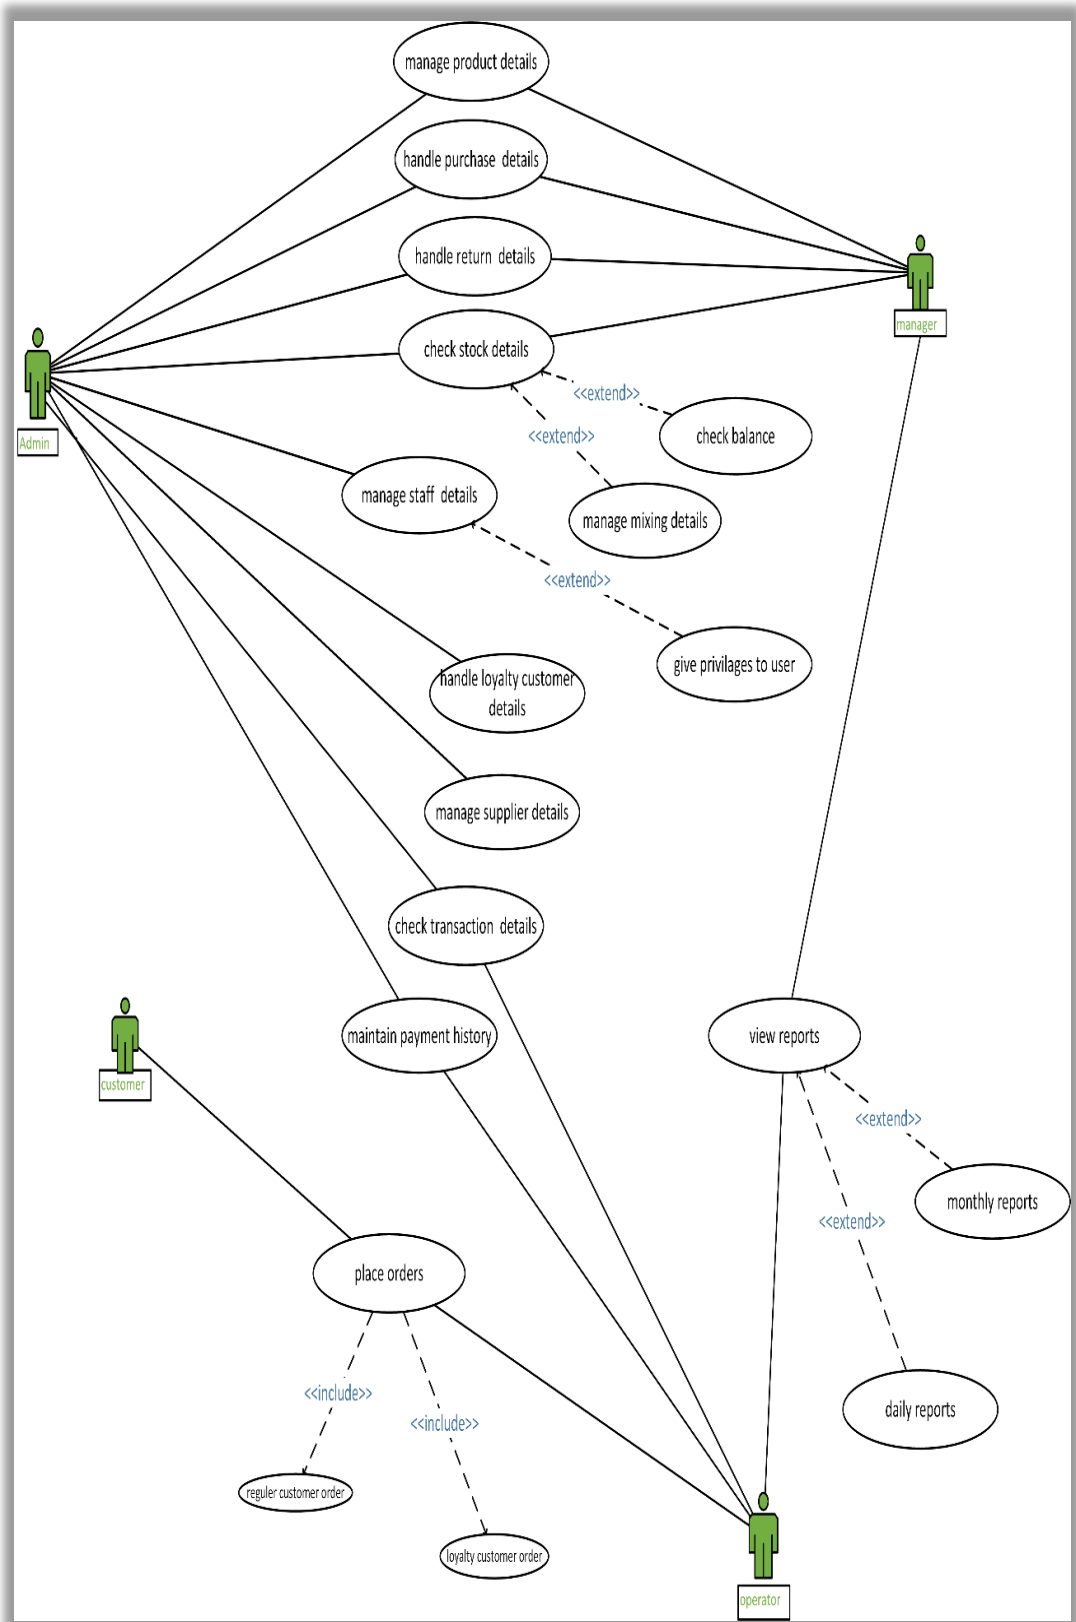 manage product details
handle purchase  details
handle return  details
manager
check stock details
<<extend>>
Admin
<<extend>>
check balance
manage staff  details
manage mixing details
<<extend>>
give privilages to user
handle loyalty customer
details
manage supplier details
check transaction  details
maintain payment history
view reports
customer
<<extend>>
monthly reports
<<extend>>
place orders
<<include>>
<<include>>
daily reports
reguler customer order
loyalty customer order
operator